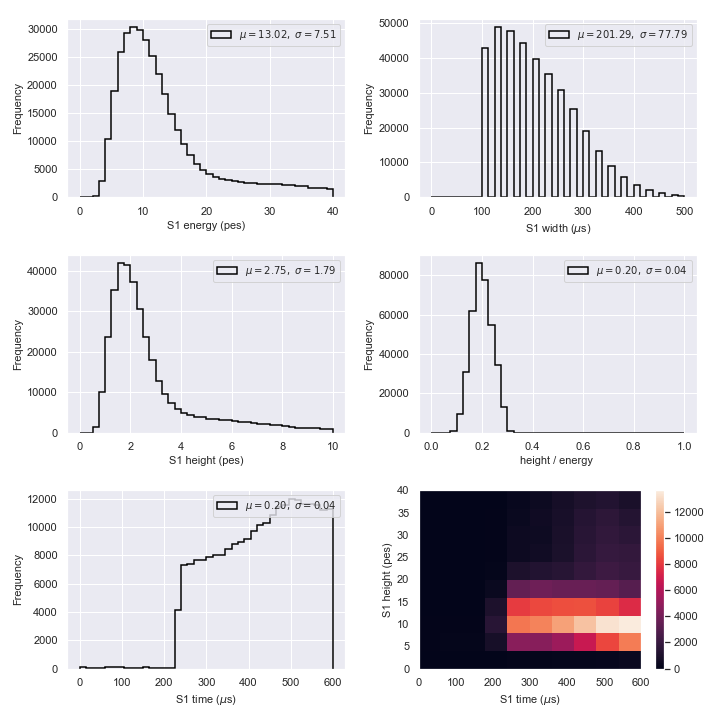 30000
25000
20000
15000
10000
5000
0
Frequency
μ = 13.02, σ = 7.51
0 10 20 30 40
S1 energy (pes)
50000
40000
30000
20000
10000
0
Frequency
μ = 201.29, σ = 77.79
0 100 200 300 400 500
S1 width (μs)
40000
30000
20000
10000
0
Frequency
μ = 2.75, σ = 1.79
0 2 4 6 8 10
S1 height (pes)
80000
60000
40000
20000
0
Frequency
μ = 0.20, σ = 0.04
0.0 0.2 0.4 0.6 0.8 1.0
height / energy
12000
10000
8000
6000
4000
2000
0
Frequency
μ = 0.20, σ = 0.04
0 100 200 300 400 500 600
S1 time (μs)
40
35
30
25
20
15
10
5
0
S1 height (pes)
0 100 200 300 400 500 600
S1 time (μs)
12000
10000
8000
6000
4000
2000
0